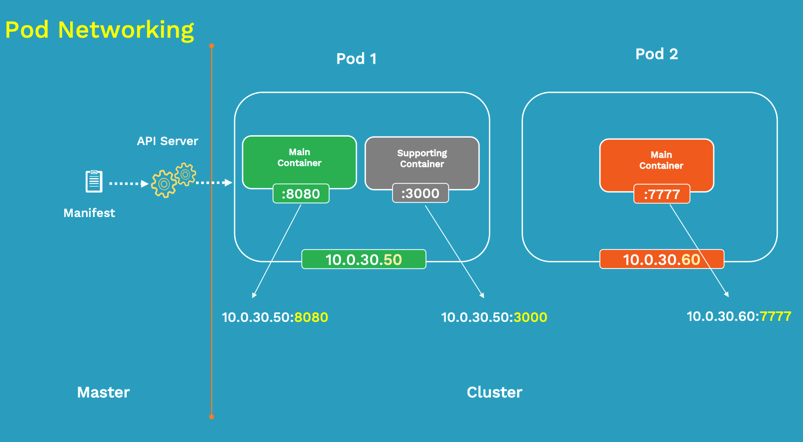 Pod Networking
Pod 1
Pod 2
API Server
Main
Container
Supporting
Container
Main
Container
:8080
:3000
:7777
Manifest
10.0.30.50
10.0.30.60
10.0.30.50:8080
10.0.30.50:3000
10.0.30.60:7777
Master
Cluster